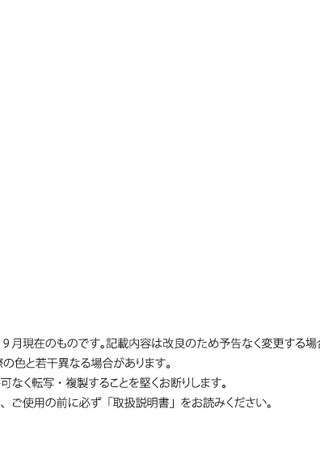 ９月現在のものです。記載内容は改良のため予告なく変更する場合
の色と若干異なる場合があります。
可なく転写・複製することを堅くお断りします。
、ご使用の前に必ず「取扱説明書」をお読みください。